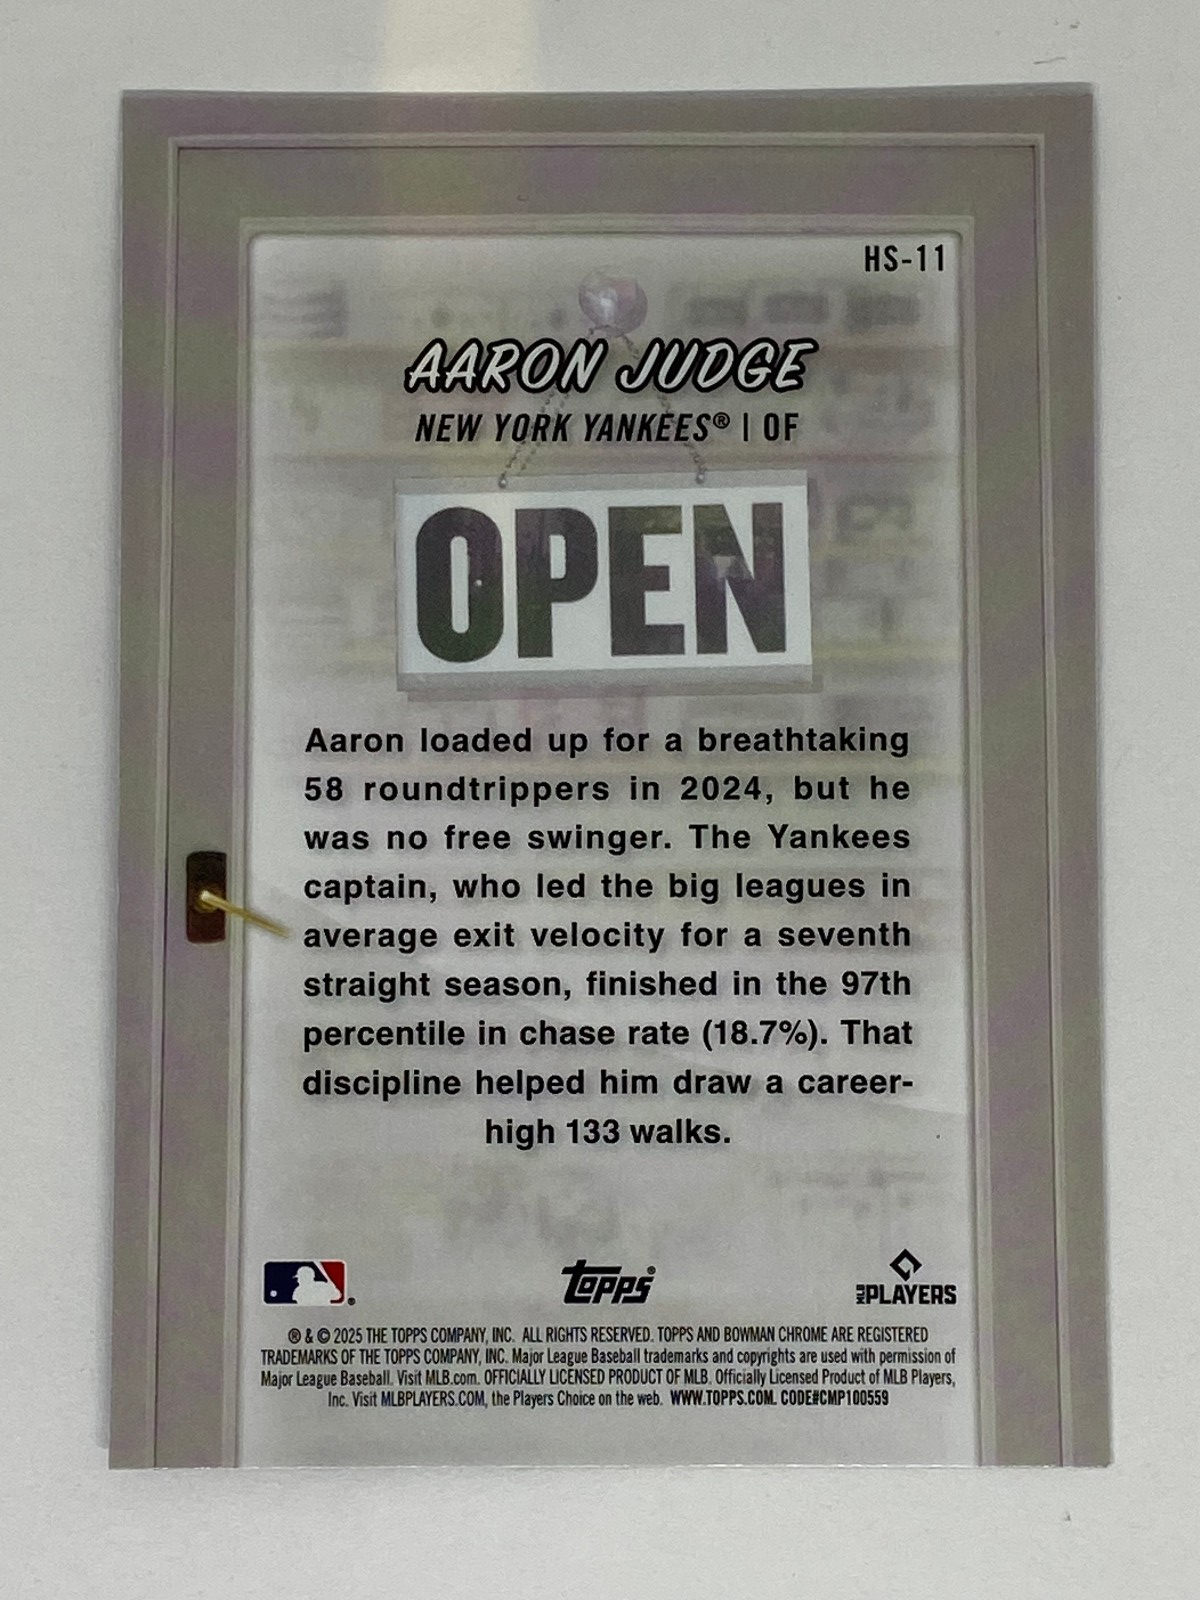 HS-11
AARON JUDGE
NEW YORK YANKEES® | OF
OPEN
Aaron loaded up for a breathtaking
58 roundtrippers in 2024, but he
was no free swinger. The Yankees
captain, who led the big leagues in
average exit velocity for a seventh
straight season, finished in the 97th
percentile in chase rate (18.7%). That
discipline helped him draw a career-
high 133 walks.
® Topps® MLB PLAYERS
® & © 2025 THE TOPPS COMPANY, INC. ALL RIGHTS RESERVED. TOPPS AND BOWMAN CHROME ARE REGISTERED
TRADEMARKS OF THE TOPPS COMPANY, INC. Major League Baseball trademarks and copyrights are used with permission of
Major League Baseball. Visit MLB.com. OFFICIALLY LICENSED PRODUCT OF MLB. Officially Licensed Product of MLB Players,
Inc. Visit MLBPLAYERS.COM, the Players Choice on the web. WWW.TOPPS.COM. CODE#CMP100559